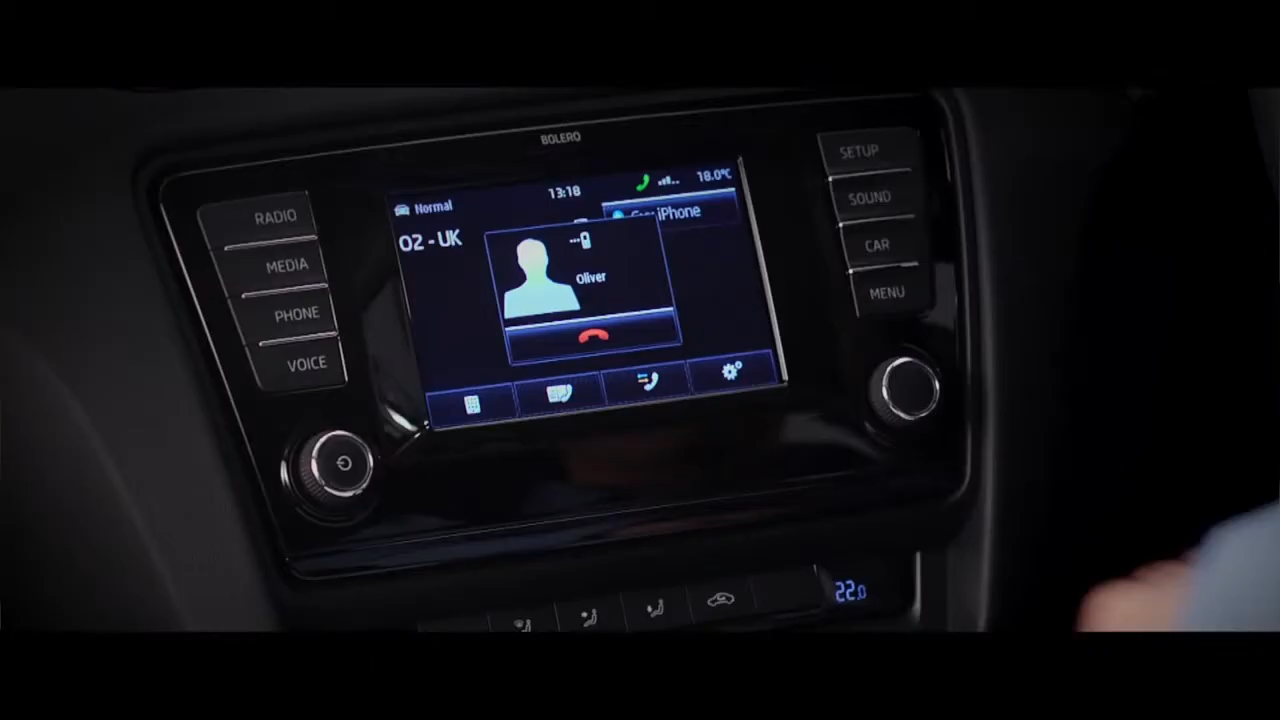 BOLERO
RADIO
MEDIA
PHONE
VOICE
SETUP
SOUND
CAR
MENU
Normal
13:18
18.0°C
O2 - UK
iPhone
Oliver
22.0